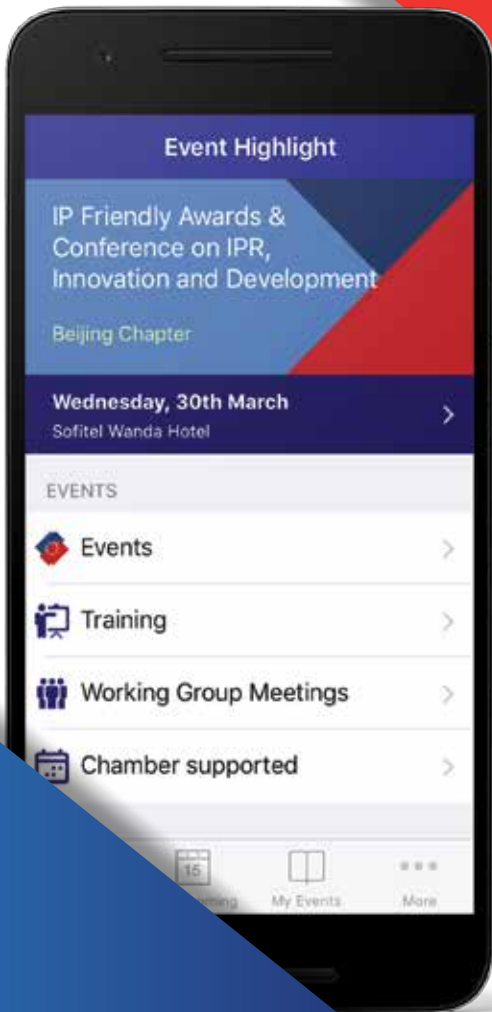 Event Highlight
IP Friendly Awards &
Conference on IPR,
Innovation and Development
Beijing Chapter
Wednesday, 30th March
Sofitel Wanda Hotel
EVENTS
Events
Training
Working Group Meetings
Chamber supported
15
My Events
More